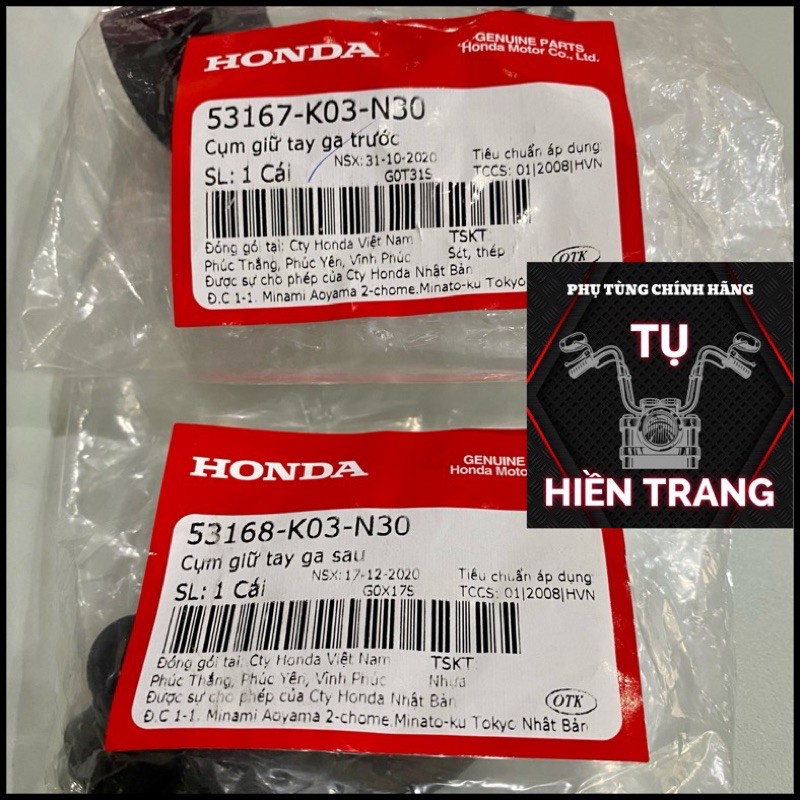 HONDA
GENUINE PARTS
Honda Motor Co., Ltd.
53167-K03-N30
Cụm giữ tay ga trước
NSX: 31-10-2020
Tiêu chuẩn áp dụng:
SL: 1 Cái
G0T31S
TCCS: 01|2008|HVN
Đóng gói tại: Cty Honda Việt Nam
TSKT
Phúc Thắng, Phúc Yên, Vĩnh Phúc
Sắt, thép
OTK
Được sự cho phép của Cty Honda Nhật Bản
Đ.C 1-1. Minami Aoyama 2-chome.Minato-ku Tokyo
PHỤ TÙNG CHÍNH HÃNG
TỤ
HIỀN TRANG
HONDA
GENUINE
Honda Motor
53168-K03-N30
Cụm giữ tay ga sau
NSX: 17-12-2020
Tiêu chuẩn áp dụng:
SL: 1 Cái
G0X17S
TCCS: 01|2008|HVN
Đóng gói tại: Cty Honda Việt Nam
TSKT
Phúc Thắng, Phúc Yên, Vĩnh Phúc
Nhựa
Được sự cho phép của Cty Honda Nhật Bản
OTK
Đ.C 1-1. Minami Aoyama 2-chome.Minato-ku Tokyo Nhật Bản